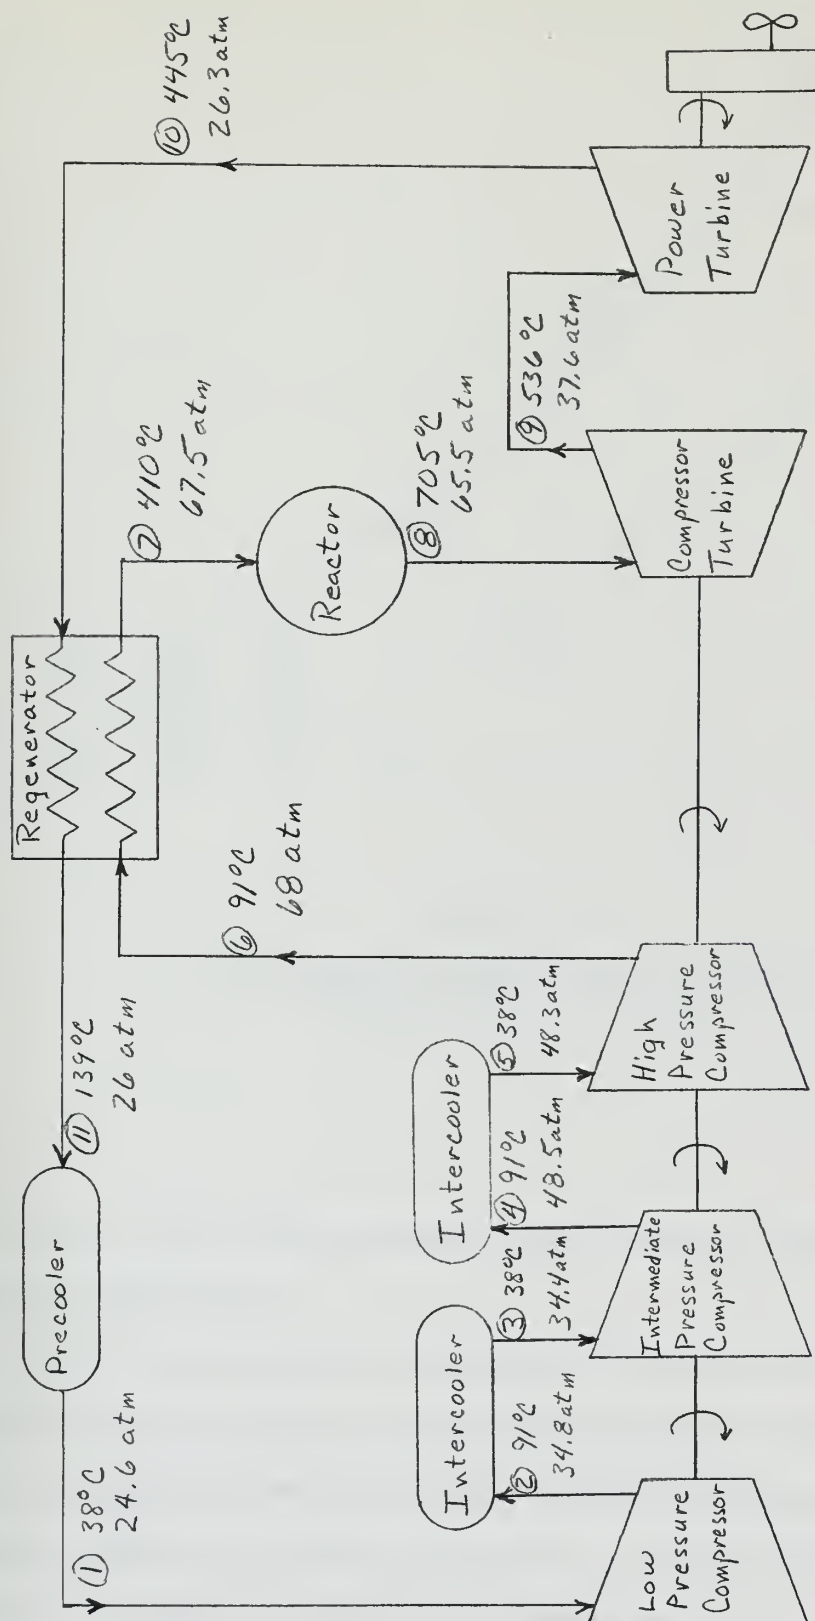 ⑩ 445℃
26.3 atm
Regenerator
⑦ 410℃
67.5 atm
Reactor
⑧ 705℃
65.5 atm
⑨ 536℃
37.6 atm
Power
Turbine
Compressor
Turbine
⑥ 91℃
68 atm
⑪ 139℃
26 atm
Precooler
① 38℃
24.6 atm
Intercooler
⑤ 38℃
48.3 atm
④ 91℃
48.5 atm
Intercooler
③ 38℃
34.4 atm
② 91℃
34.8 atm
High
Pressure
Compressor
Intermediate
Pressure
Compressor
Low
Pressure
Compressor